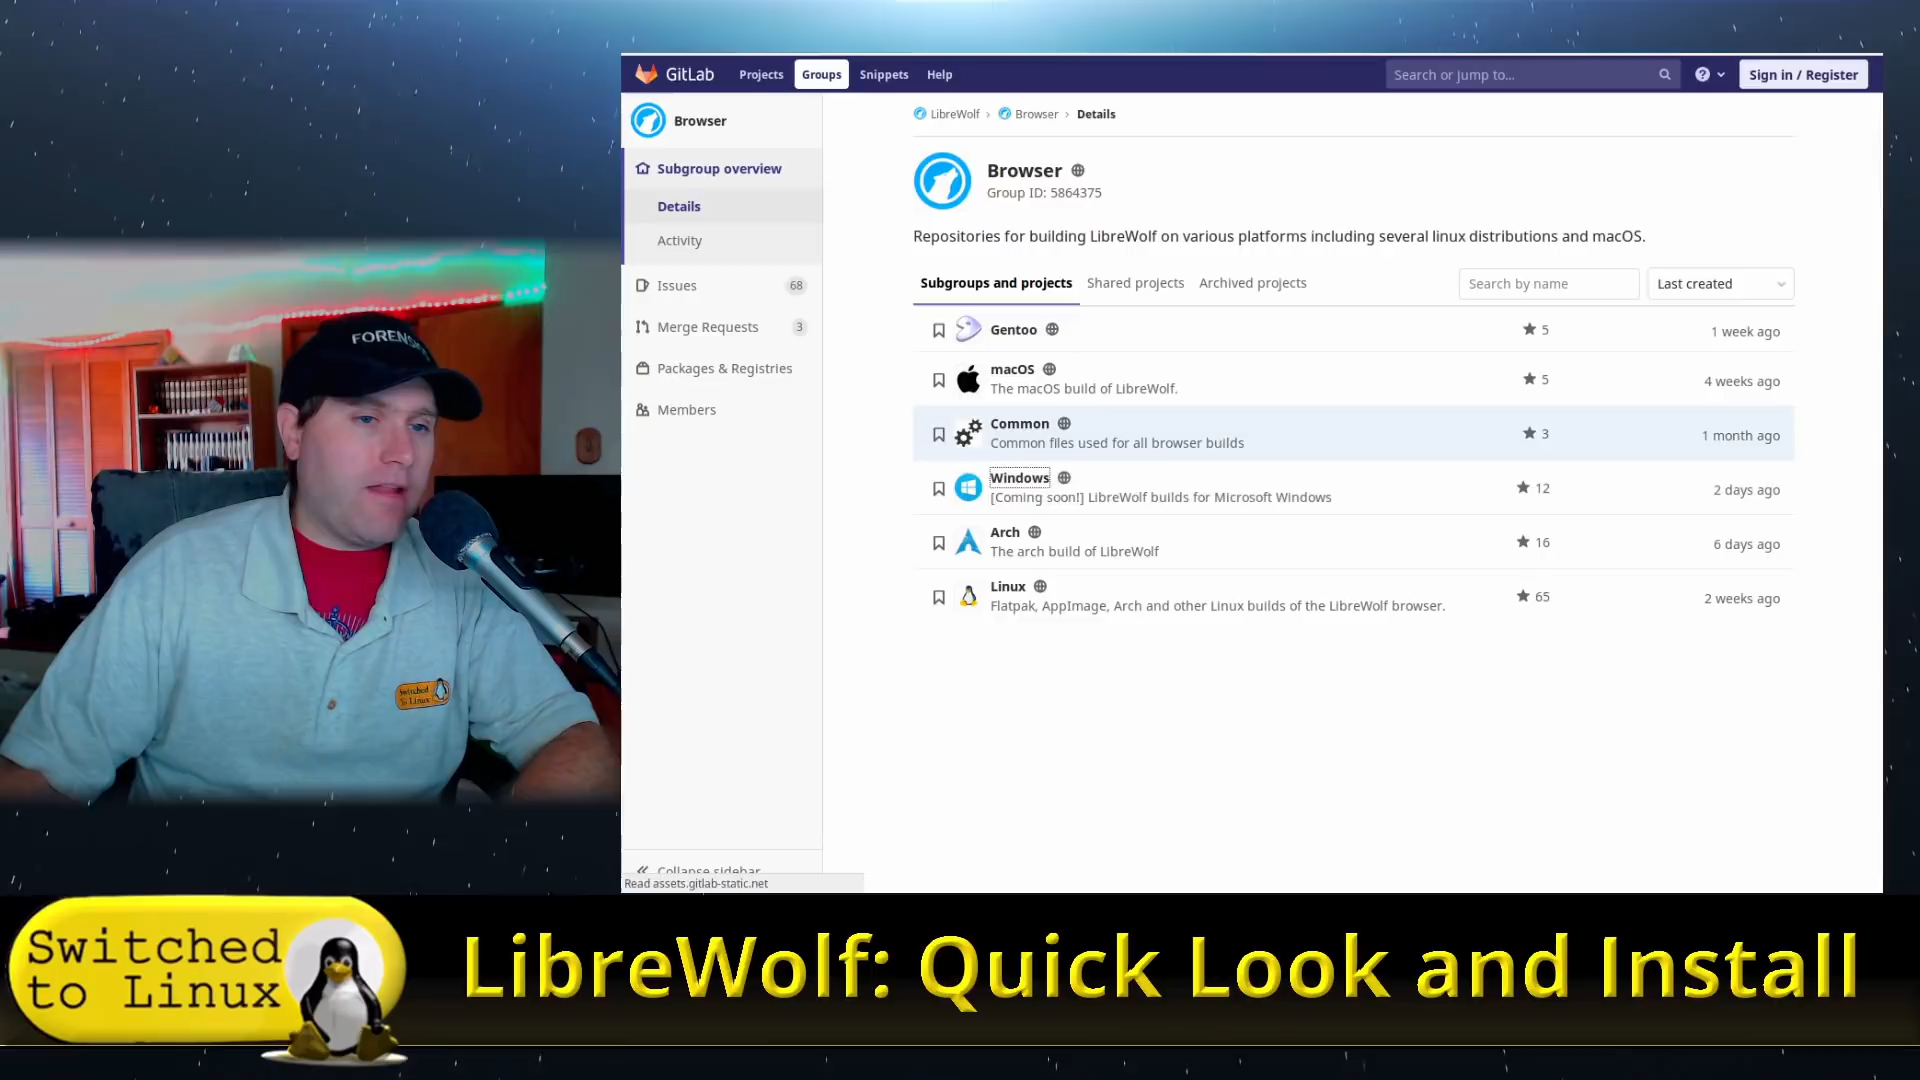 GitLab Projects Groups Snippets Help Search or jump to... Sign in / Register
Browser
Subgroup overview
Details
Activity
Issues 68
Merge Requests 3
Packages & Registries
Members
Collapse sidebar
Read assets.gitlab-static.net
LibreWolf › Browser › Details
Browser
Group ID: 5864375
Repositories for building LibreWolf on various platforms including several linux distributions and macOS.
Subgroups and projects Shared projects Archived projects Search by name Last created
Gentoo 5 1 week ago
macOS 5 4 weeks ago
The macOS build of LibreWolf.
Common 3 1 month ago
Common files used for all browser builds
Windows 12 2 days ago
[Coming soon!] LibreWolf builds for Microsoft Windows
Arch 16 6 days ago
The arch build of LibreWolf
Linux 65 2 weeks ago
Flatpak, AppImage, Arch and other Linux builds of the LibreWolf browser.
Switched
To Linux
Switched
to Linux
LibreWolf: Quick Look and Install